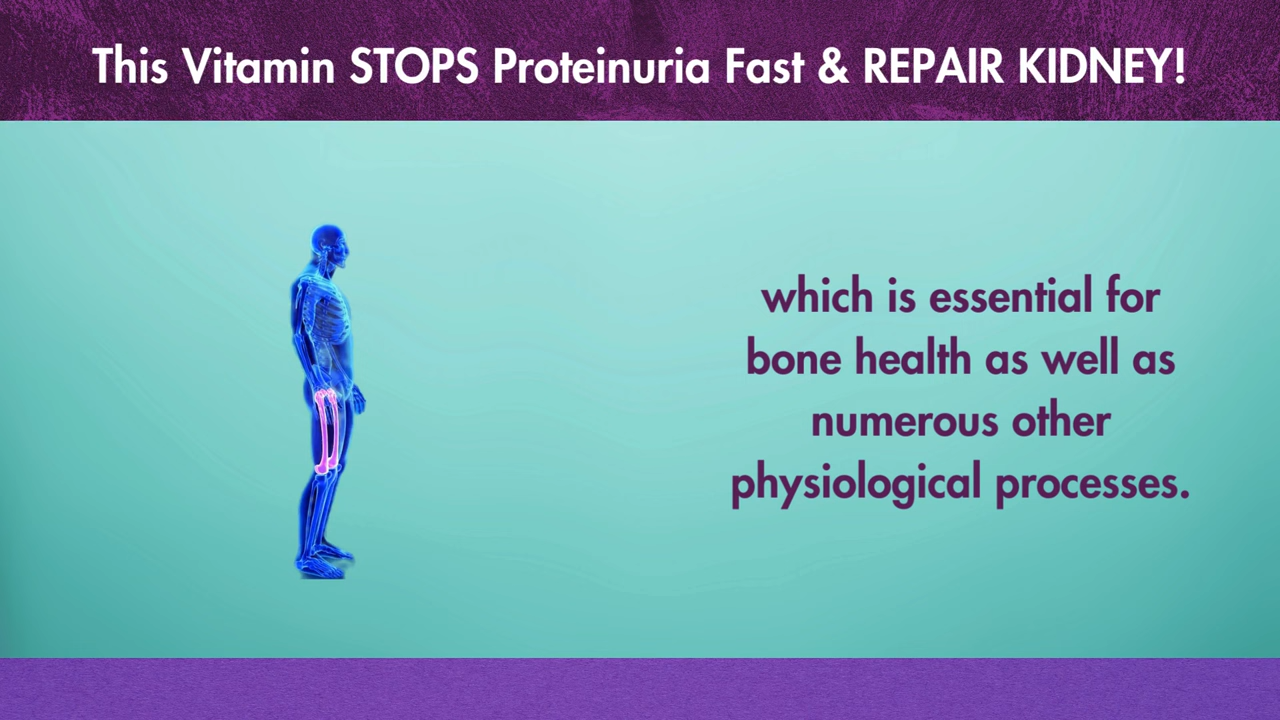 This Vitamin STOPS Proteinuria Fast & REPAIR KIDNEY!
which is essential for
bone health as well as
numerous other
physiological processes.